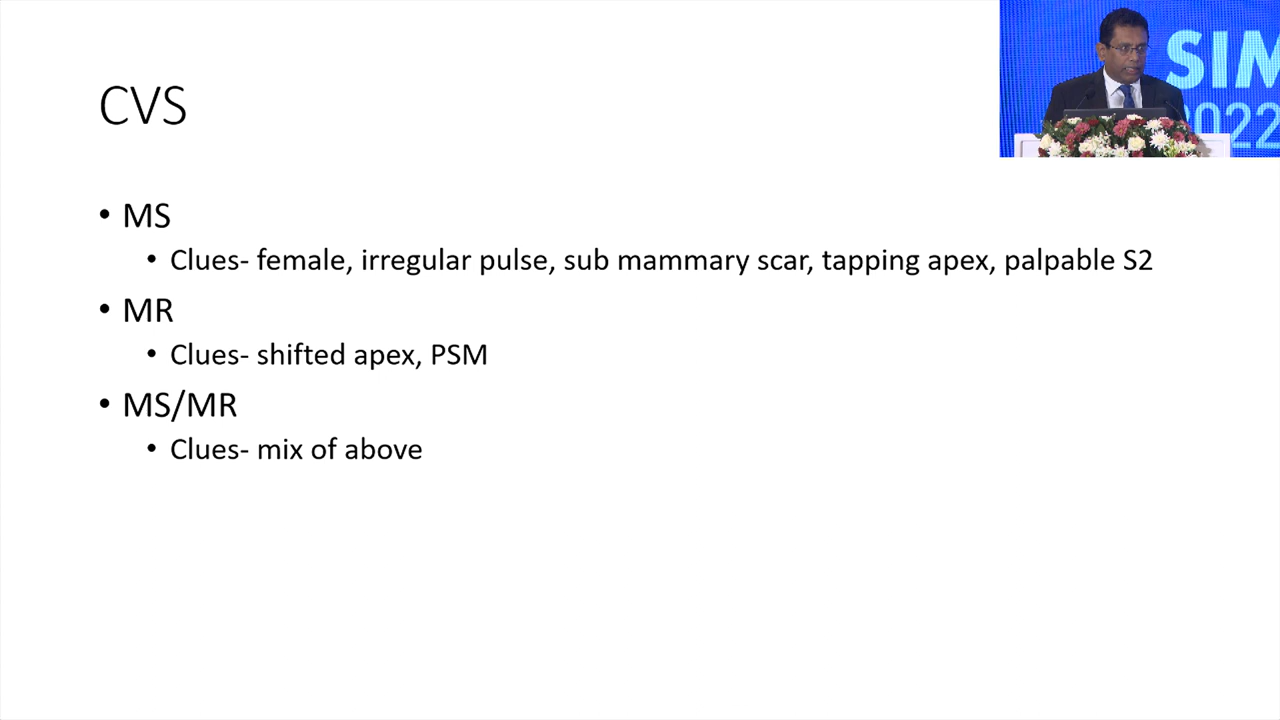 CVS
SIM
2022
• MS
• Clues- female, irregular pulse, sub mammary scar, tapping apex, palpable S2
• MR
• Clues- shifted apex, PSM
• MS/MR
• Clues- mix of above